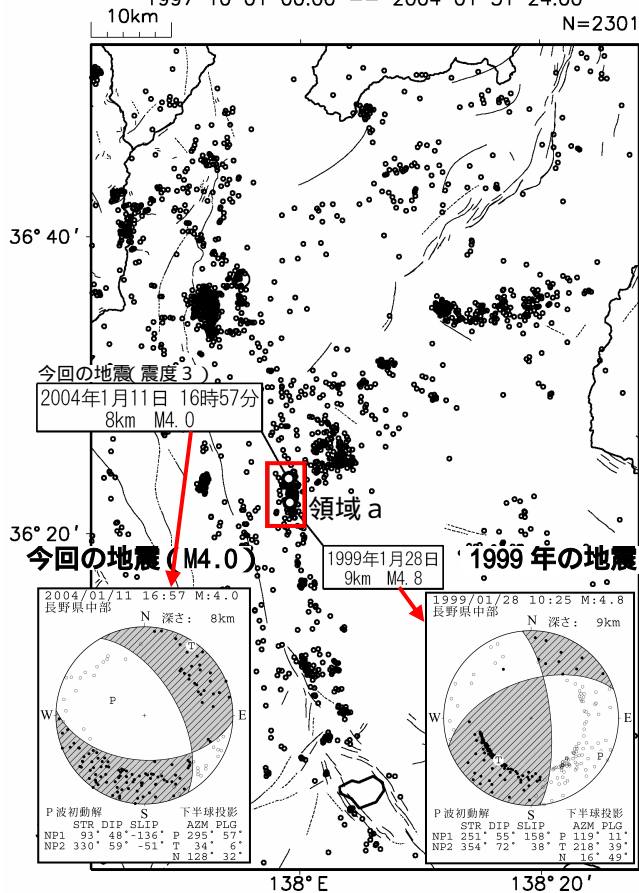 1997 10 01 00:00 -- 2004 01 31 24:00
10km
N=2301
36°40′
今回の地震(震度3)
2004年1月11日 16時57分
8km M4.0
領域a
36°20′
今回の地震(M4.0)
1999年1月28日
9km M4.8
1999年の地震
2004/01/11 16:57 M:4.0
長野県中部
N 深さ: 8km
T
P
W E
S
P波初動解 下半球投影
STR DIP SLIP AZM PLG
NP1 93° 48° -136° P 295° 57°
NP2 330° 59° -51° T 34° 6°
N 128° 32°
1999/01/28 10:25 M:4.8
長野県中部
N 深さ: 9km
W E
P
T
S
P波初動解 下半球投影
STR DIP SLIP AZM PLG
NP1 251° 55° 158° P 119° 11°
NP2 354° 72° 38° T 218° 39°
N 16° 49°
138°E
138°20′